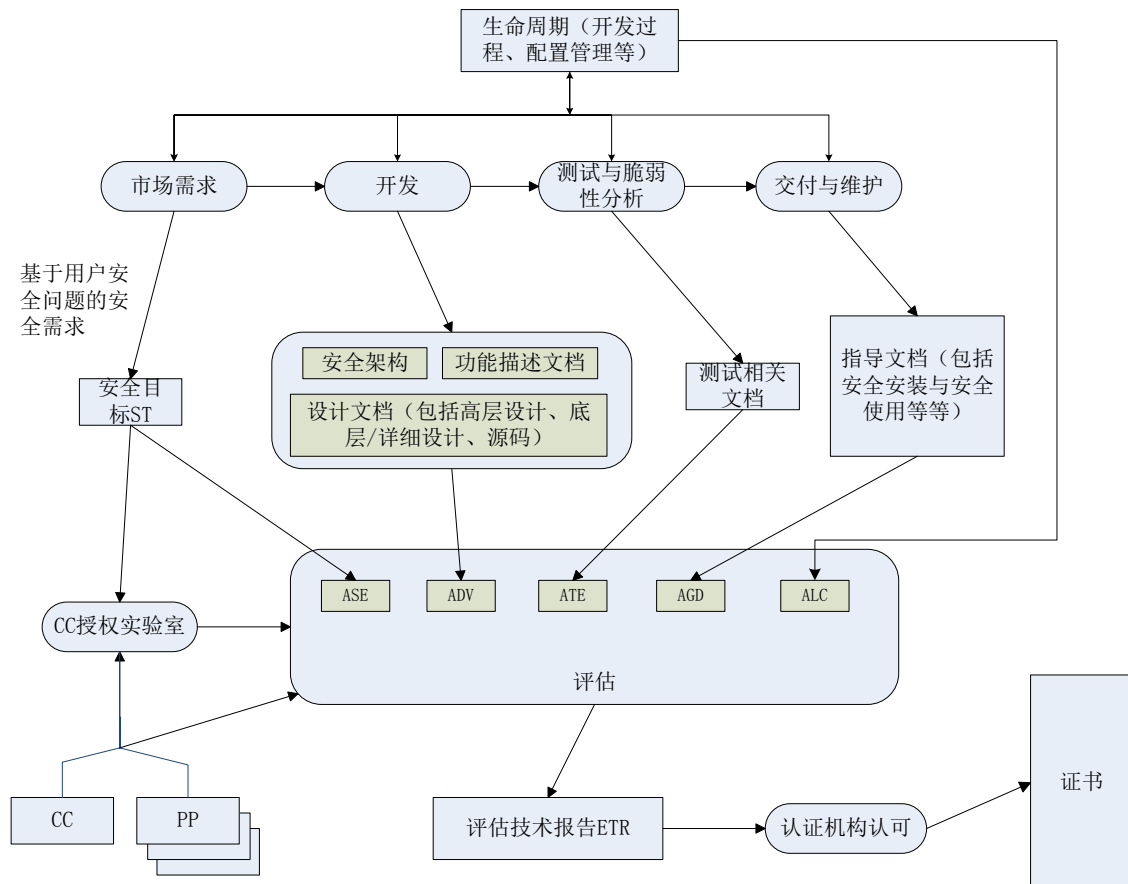 生命周期（开发过
程、配置管理等）
市场需求
开发
测试与脆弱
性分析
交付与维护
基于用户安
全问题的安
全需求
安全架构
功能描述文档
设计文档（包括高层设计、底
层/详细设计、源码）
安全目
标ST
测试相关
文档
指导文档（包括
安全安装与安全
使用等等）
ASE
ADV
ATE
AGD
ALC
CC授权实验室
评估
CC
PP
评估技术报告ETR
认证机构认可
证书